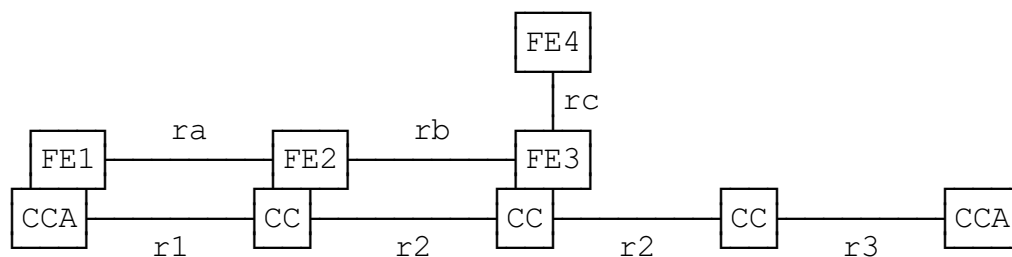 FE4
rc
ra rb
FE1 FE2 FE3
CCA CC CC CC CCA
r1 r2 r2 r3